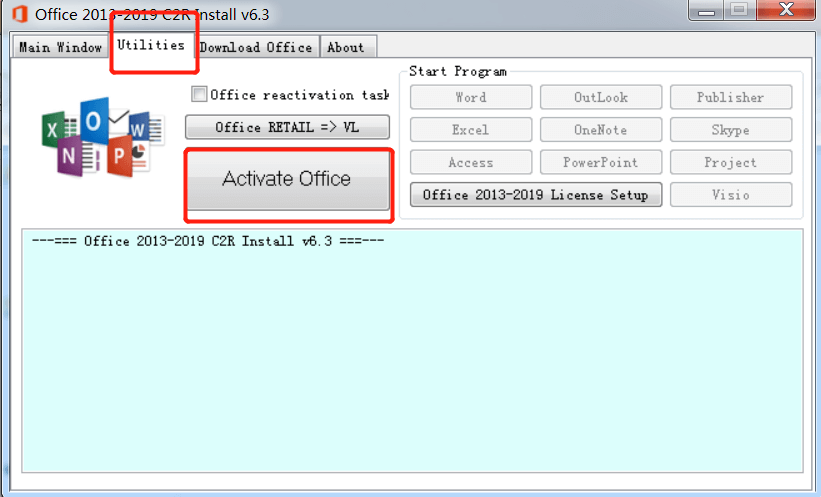 Office 2013-2019 C2R Install v6.3
Main Window Utilities Download Office About
Office reactivation task
Office RETAIL => VL
Activate Office
Start Program
Word OutLook Publisher
Excel OneNote Skype
Access PowerPoint Project
Office 2013-2019 License Setup Visio
---=== Office 2013-2019 C2R Install v6.3 ===---